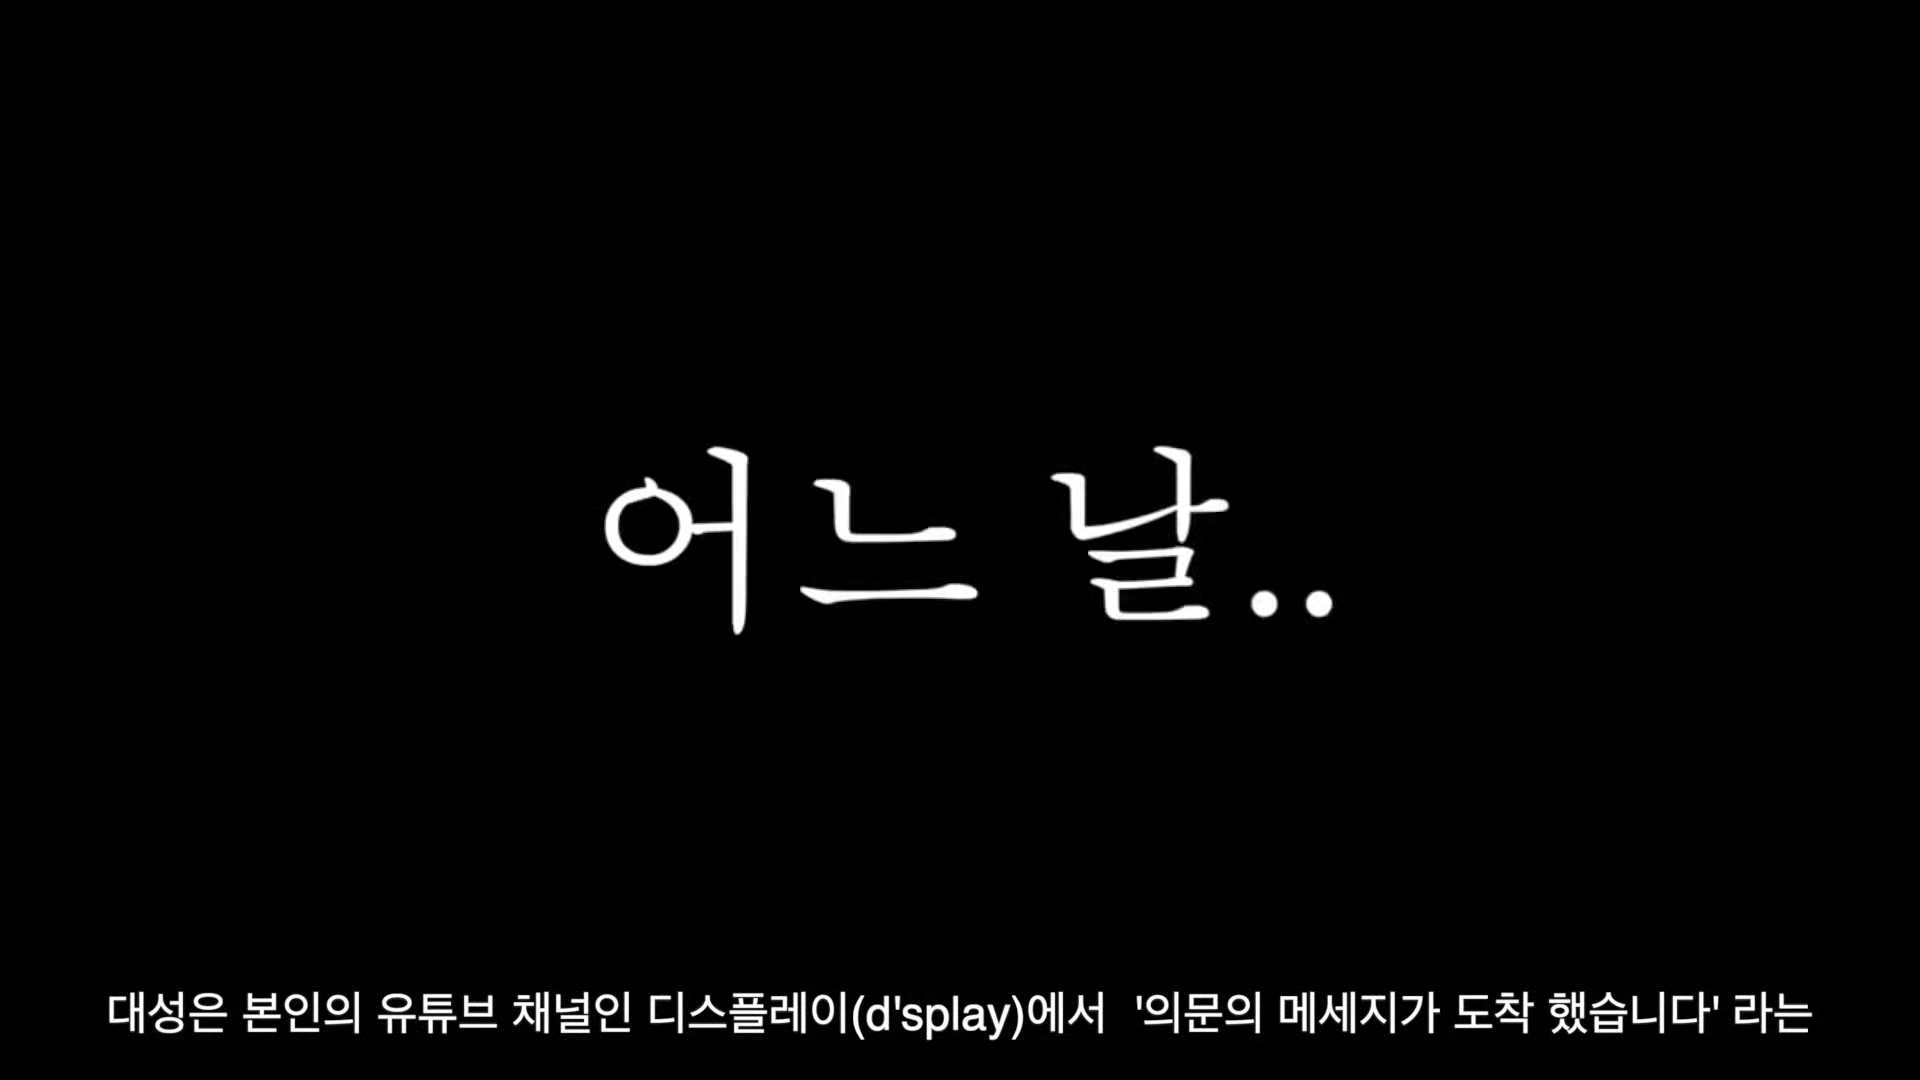 어느 날..
대성은 본인의 유튜브 채널인 디스플레이(d'splay)에서 '의문의 메세지가 도착 했습니다' 라는